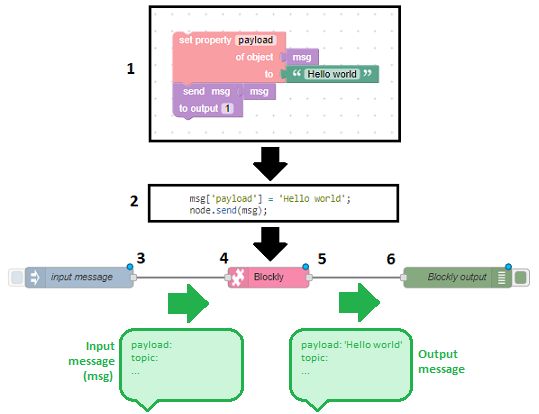 1
set property payload
of object msg
to “ Hello world ”
send msg msg
to output 1
2
msg['payload'] = 'Hello world';
node.send(msg);
3 4 5 6
input message Blockly Blockly output
Input
message
(msg)
payload:
topic:
...
payload: 'Hello world'
topic:
...
Output
message